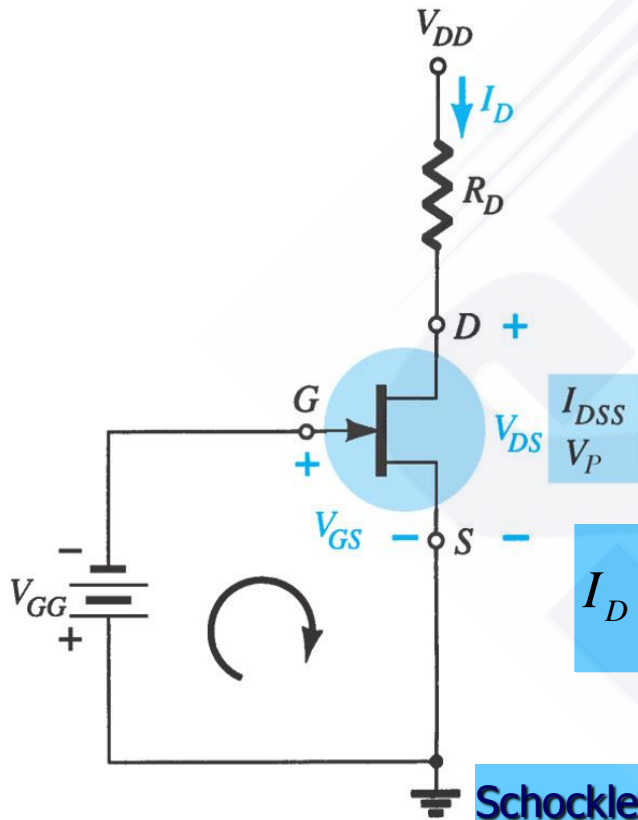 V_DD
I_D
R_D
D +
G
+
V_DS
I_DSS
V_P
V_GS - S -
-
V_GG
+
I_D
Schockle